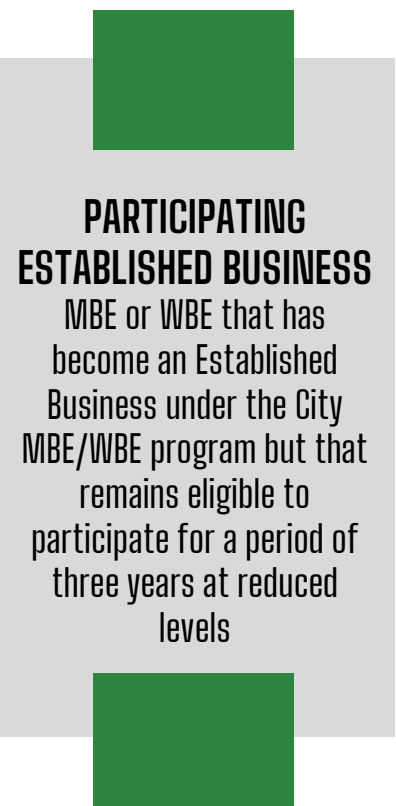 PARTICIPATING
ESTABLISHED BUSINESS
MBE or WBE that has
become an Established
Business under the City
MBE/WBE program but that
remains eligible to
participate for a period of
three years at reduced
levels